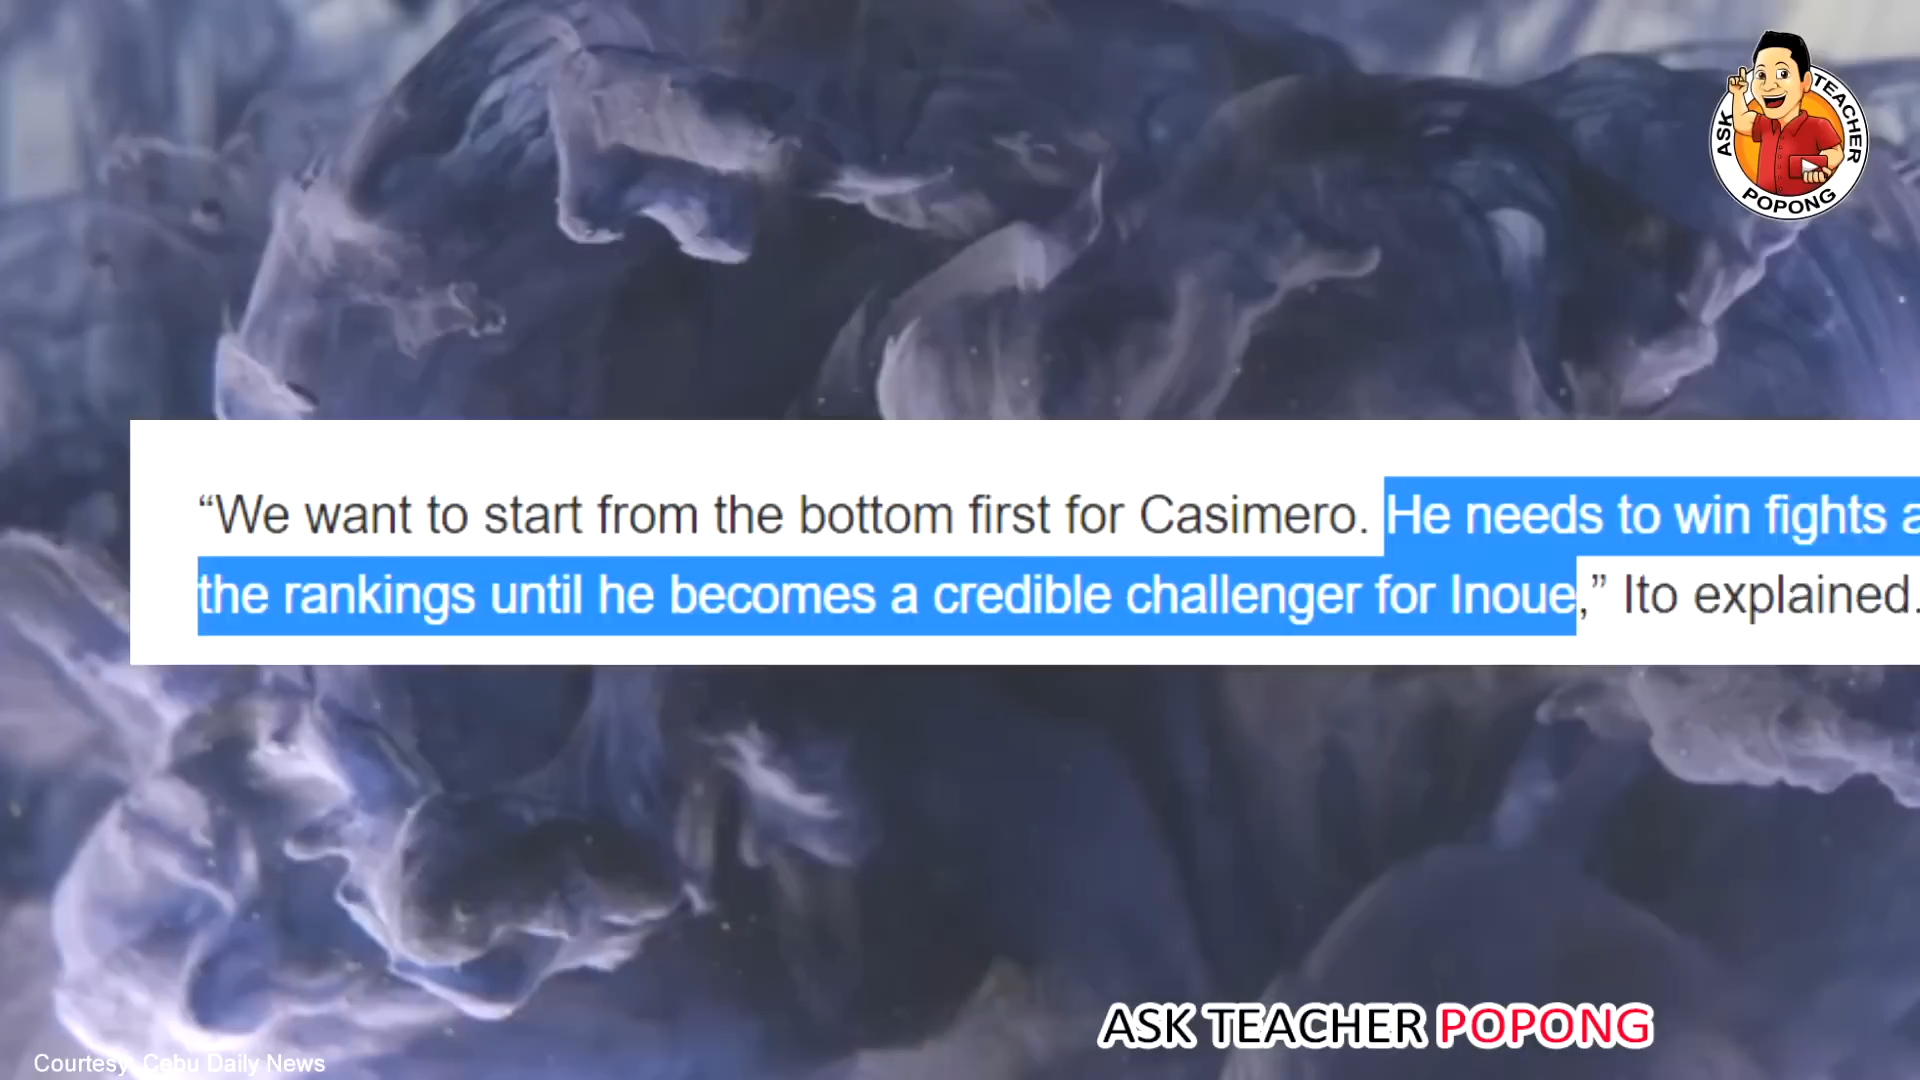 ASK TEACHER
POPONG
“We want to start from the bottom first for Casimero. He needs to win fights
the rankings until he becomes a credible challenger for Inoue,” Ito explained.
ASK TEACHER POPONG
Courtesy: Cebu Daily News